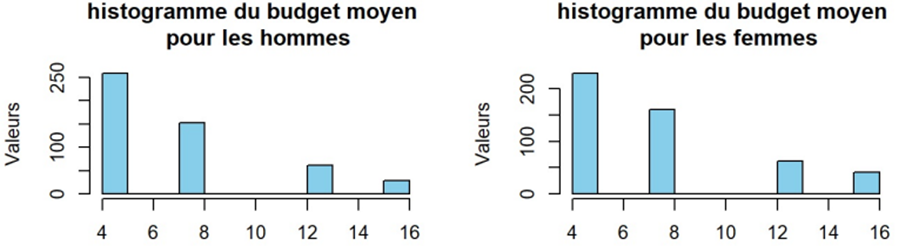 histogramme du budget moyen
pour les hommes
Valeurs
0 100 250
4 6 8 10 12 14 16
histogramme du budget moyen
pour les femmes
Valeurs
0 100 200
4 6 8 10 12 14 16